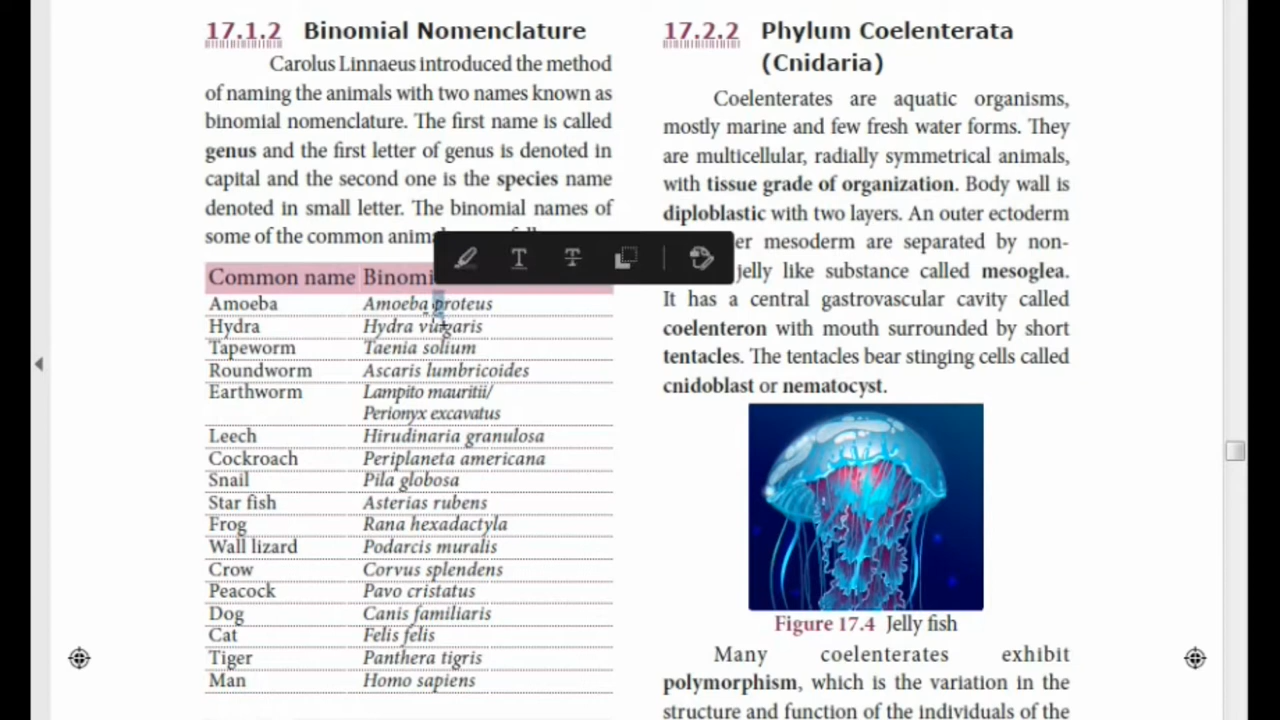 17.1.2 Binomial Nomenclature
Carolus Linnaeus introduced the method
of naming the animals with two names known as
binomial nomenclature. The first name is called
genus and the first letter of genus is denoted in
capital and the second one is the species name
denoted in small letter. The binomial names of
some of the common anim
Common name Binomi
Amoeba Amoeba proteus
Hydra Hydra vulgaris
Tapeworm Taenia solium
Roundworm Ascaris lumbricoides
Earthworm Lampito mauritii/
Perionyx excavatus
Leech Hirudinaria granulosa
Cockroach Periplaneta americana
Snail Pila globosa
Star fish Asterias rubens
Frog Rana hexadactyla
Wall lizard Podarcis muralis
Crow Corvus splendens
Peacock Pavo cristatus
Dog Canis familiaris
Cat Felis felis
Tiger Panthera tigris
Man Homo sapiens
17.2.2 Phylum Coelenterata
(Cnidaria)
Coelenterates are aquatic organisms,
mostly marine and few fresh water forms. They
are multicellular, radially symmetrical animals,
with tissue grade of organization. Body wall is
diploblastic with two layers. An outer ectoderm
er mesoderm are separated by non-
jelly like substance called mesoglea.
It has a central gastrovascular cavity called
coelenteron with mouth surrounded by short
tentacles. The tentacles bear stinging cells called
cnidoblast or nematocyst.
Figure 17.4 Jelly fish
Many coelenterates exhibit
polymorphism, which is the variation in the
structure and function of the individuals of the